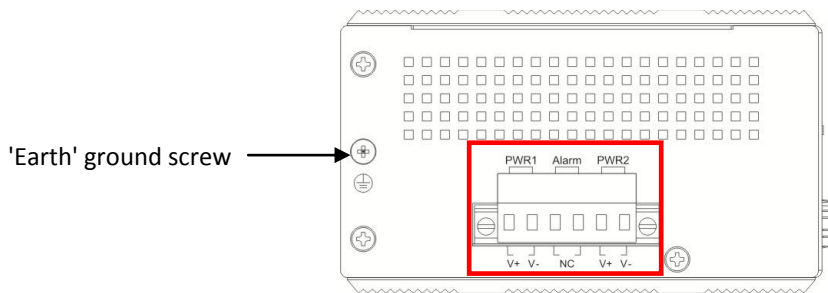 'Earth' ground screw
PWR1 Alarm PWR2
V+ V- NC V+ V-